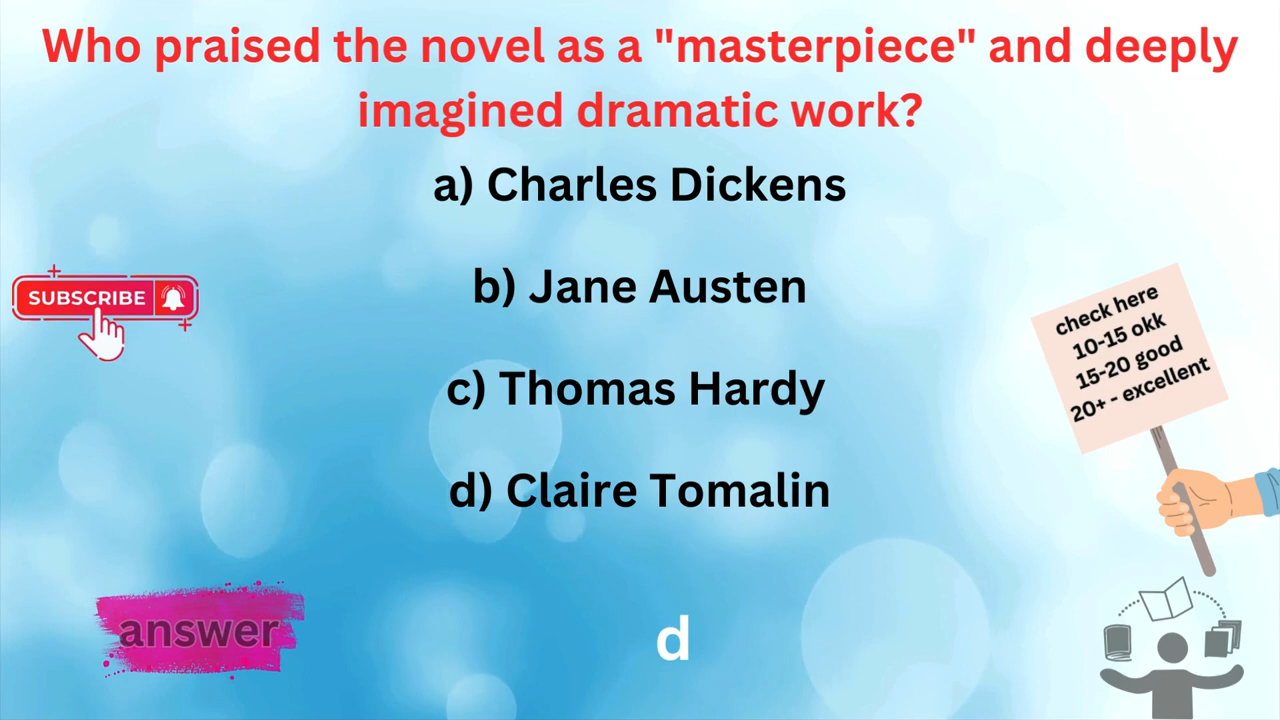 Who praised the novel as a "masterpiece" and deeply
imagined dramatic work?
a) Charles Dickens
b) Jane Austen
SUBSCRIBE
check here
10-15 okk
15-20 good
20+ - excellent
c) Thomas Hardy
d) Claire Tomalin
answer
d